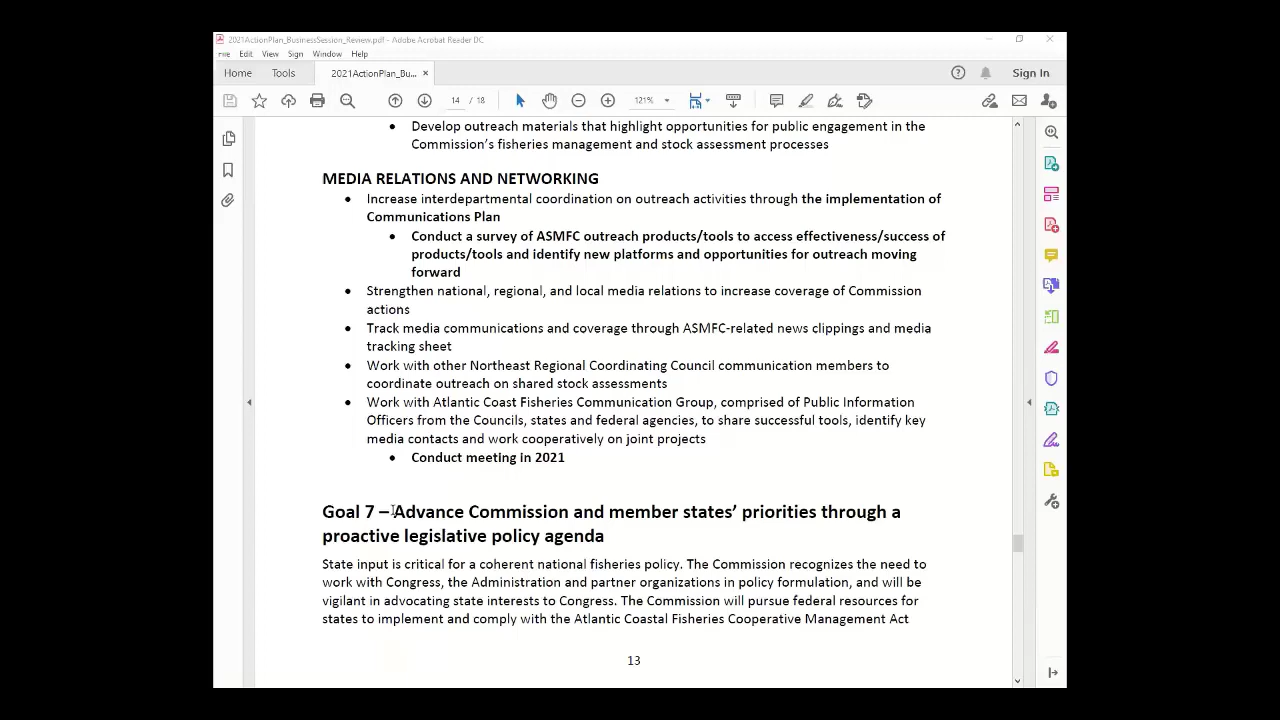 2021ActionPlan_BusinessSession_Review.pdf - Adobe Acrobat Reader DC
File Edit View Sign Window Help
Home Tools 2021ActionPlan_Bu... × Sign In
14 / 18 121%
• Develop outreach materials that highlight opportunities for public engagement in the
Commission's fisheries management and stock assessment processes
MEDIA RELATIONS AND NETWORKING
• Increase interdepartmental coordination on outreach activities through the implementation of
Communications Plan
• Conduct a survey of ASMFC outreach products/tools to access effectiveness/success of
products/tools and identify new platforms and opportunities for outreach moving
forward
• Strengthen national, regional, and local media relations to increase coverage of Commission
actions
• Track media communications and coverage through ASMFC-related news clippings and media
tracking sheet
• Work with other Northeast Regional Coordinating Council communication members to
coordinate outreach on shared stock assessments
• Work with Atlantic Coast Fisheries Communication Group, comprised of Public Information
Officers from the Councils, states and federal agencies, to share successful tools, identify key
media contacts and work cooperatively on joint projects
• Conduct meeting in 2021
Goal 7 – Advance Commission and member states' priorities through a
proactive legislative policy agenda
State input is critical for a coherent national fisheries policy. The Commission recognizes the need to
work with Congress, the Administration and partner organizations in policy formulation, and will be
vigilant in advocating state interests to Congress. The Commission will pursue federal resources for
states to implement and comply with the Atlantic Coastal Fisheries Cooperative Management Act
13